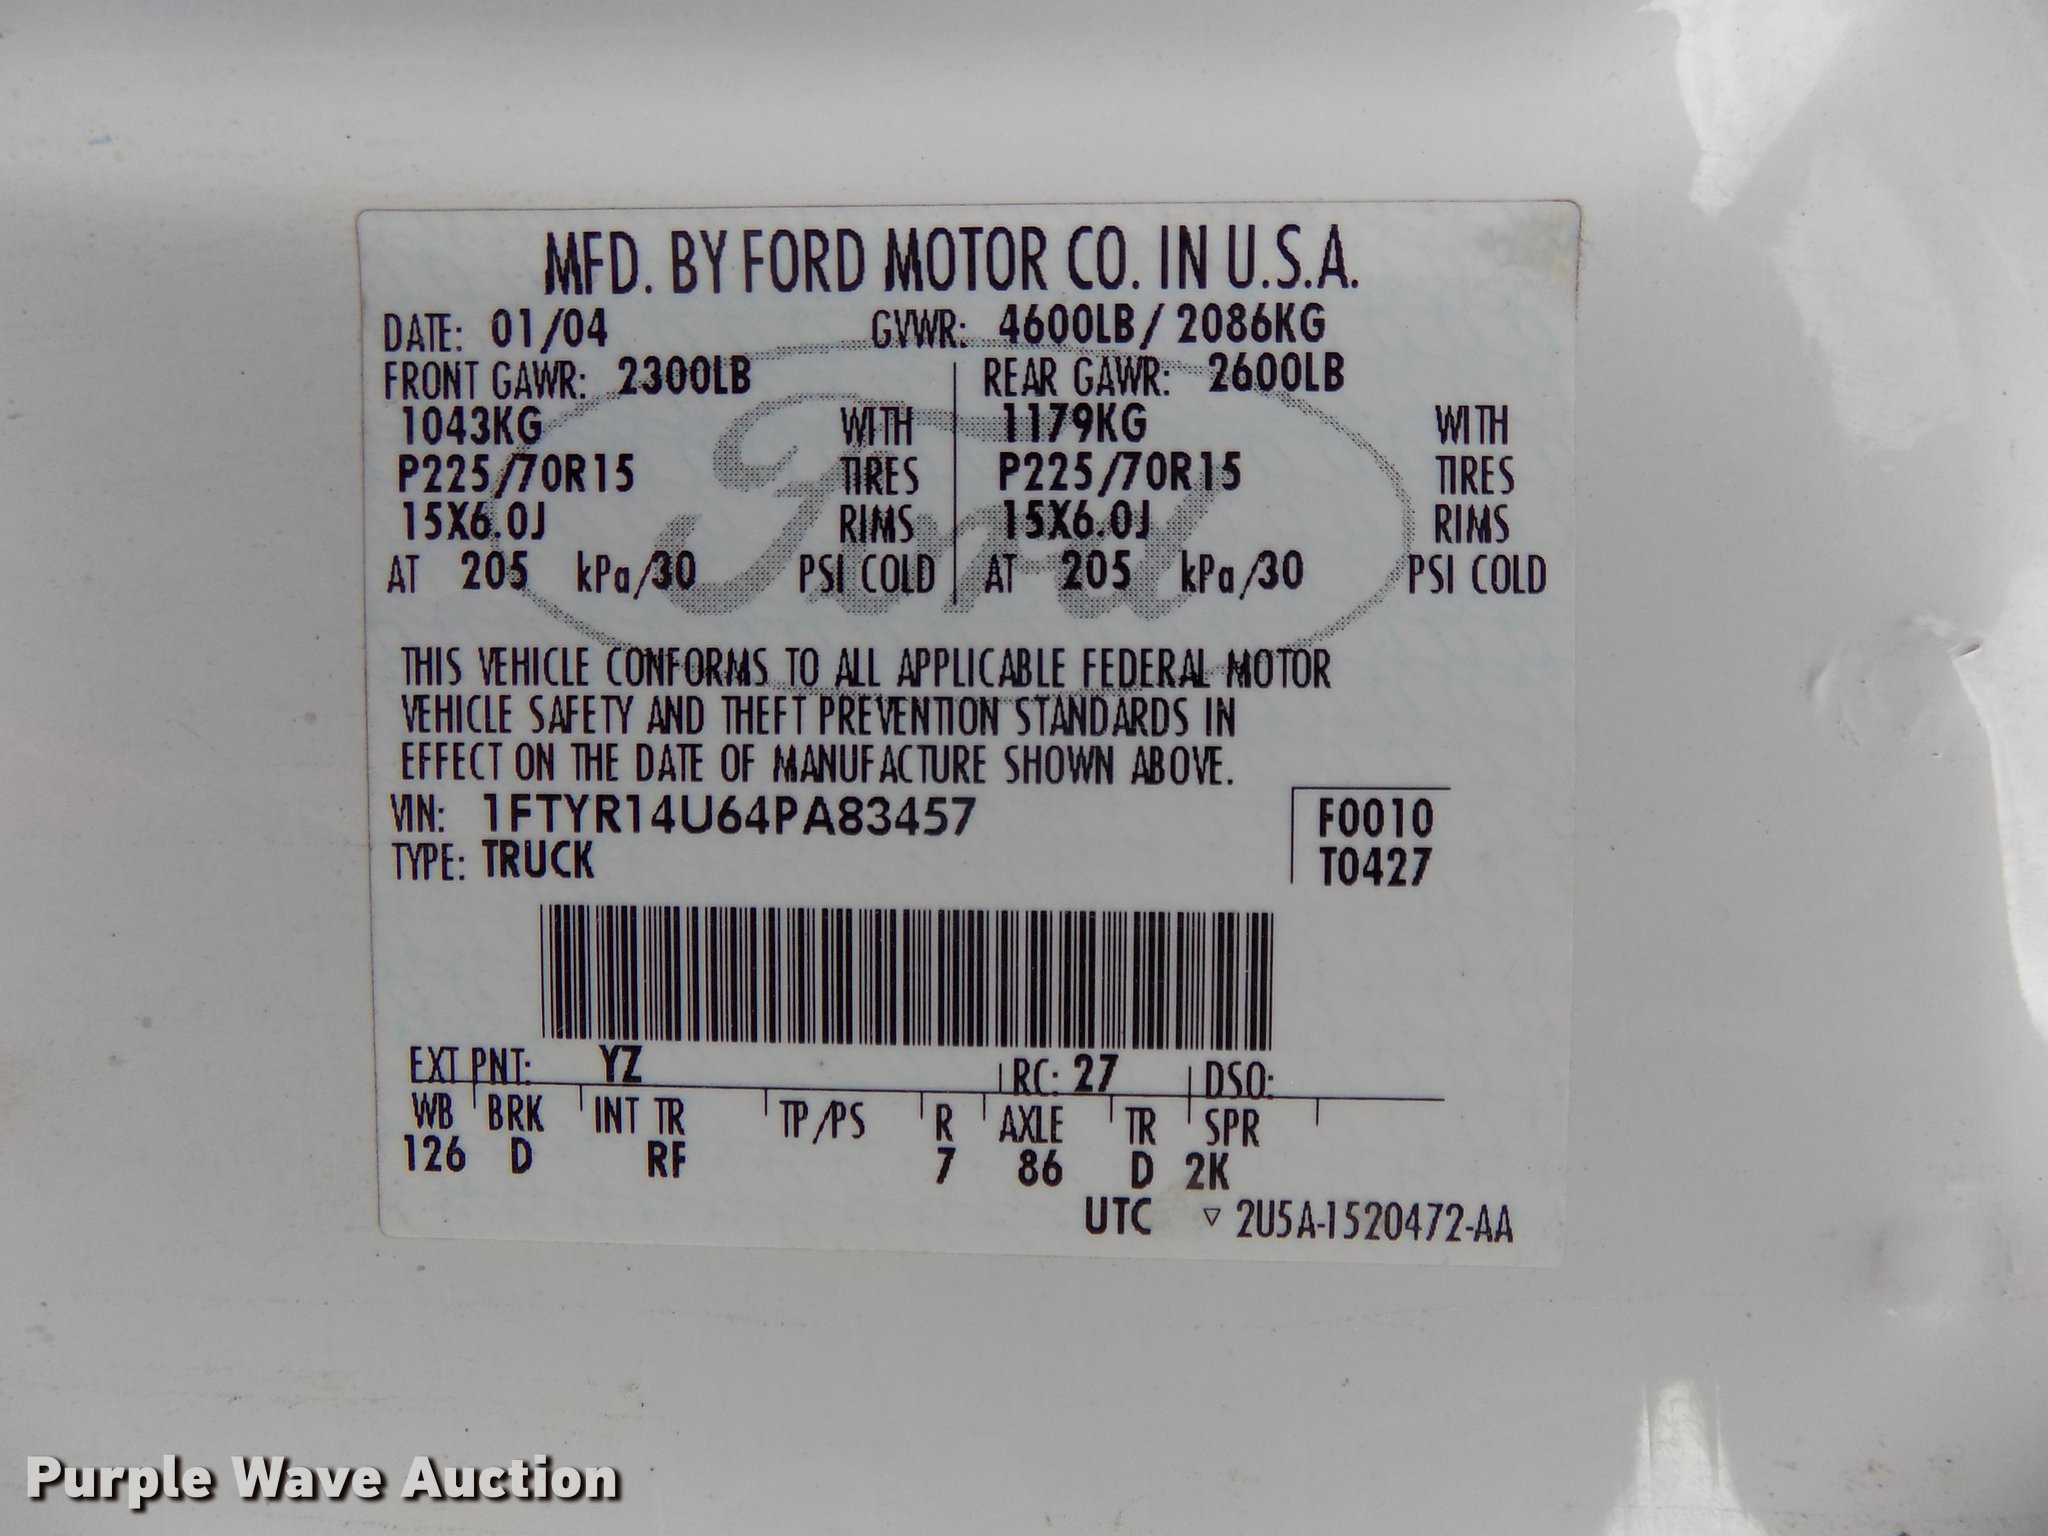 MFD. BY FORD MOTOR CO. IN U.S.A.
DATE: 01/04 GVWR: 4600LB/ 2086KG
FRONT GAWR: 2300LB REAR GAWR: 2600LB
1043KG WITH 1179KG WITH
P225/70R15 TIRES P225/70R15 TIRES
15X6.0J RIMS 15X6.0J RIMS
AT 205 kPa/30 PSI COLD AT 205 kPa/30 PSI COLD
Ford
THIS VEHICLE CONFORMS TO ALL APPLICABLE FEDERAL MOTOR
VEHICLE SAFETY AND THEFT PREVENTION STANDARDS IN
EFFECT ON THE DATE OF MANUFACTURE SHOWN ABOVE.
VIN: 1FTYR14U64PA83457 F0010
TYPE: TRUCK T0427
EXT PNT: YZ RC: 27 DSO:
WB BRK INT TR TP/PS R AXLE TR SPR
126 D RF 7 86 D 2K
UTC ▽ 2U5A-1520472-AA
Purple Wave Auction